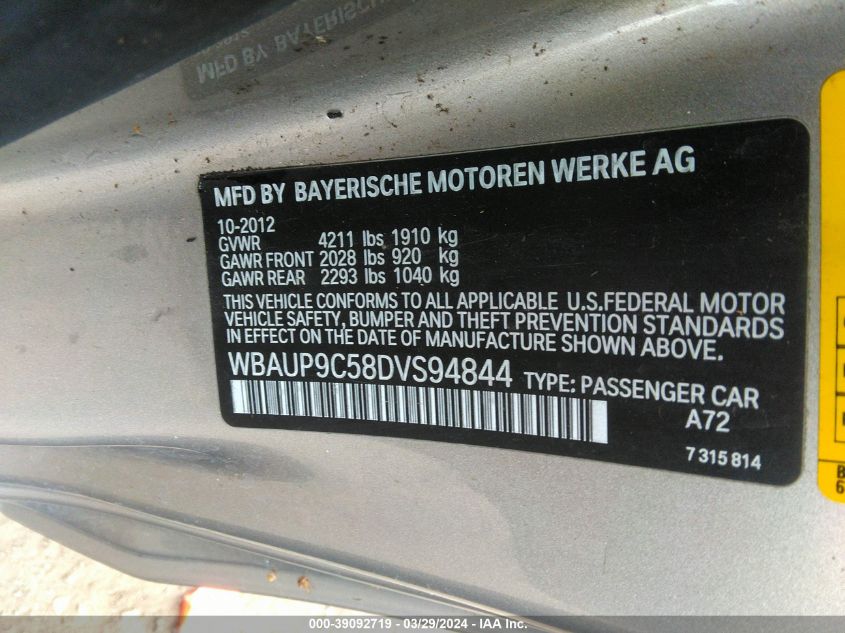 MFD BY BAYERISCHE MOTOREN WERKE AG
10-2012
GVWR 4211 lbs 1910 kg
GAWR FRONT 2028 lbs 920 kg
GAWR REAR 2293 lbs 1040 kg
THIS VEHICLE CONFORMS TO ALL APPLICABLE U.S.FEDERAL MOTOR
VEHICLE SAFETY, BUMPER AND THEFT PREVENTION STANDARDS
IN EFFECT ON THE DATE OF MANUFACTURE SHOWN ABOVE.
WBAUP9C58DVS94844 TYPE: PASSENGER CAR
A72
7 315 814
000-39092719 - 03/29/2024 - IAA Inc.